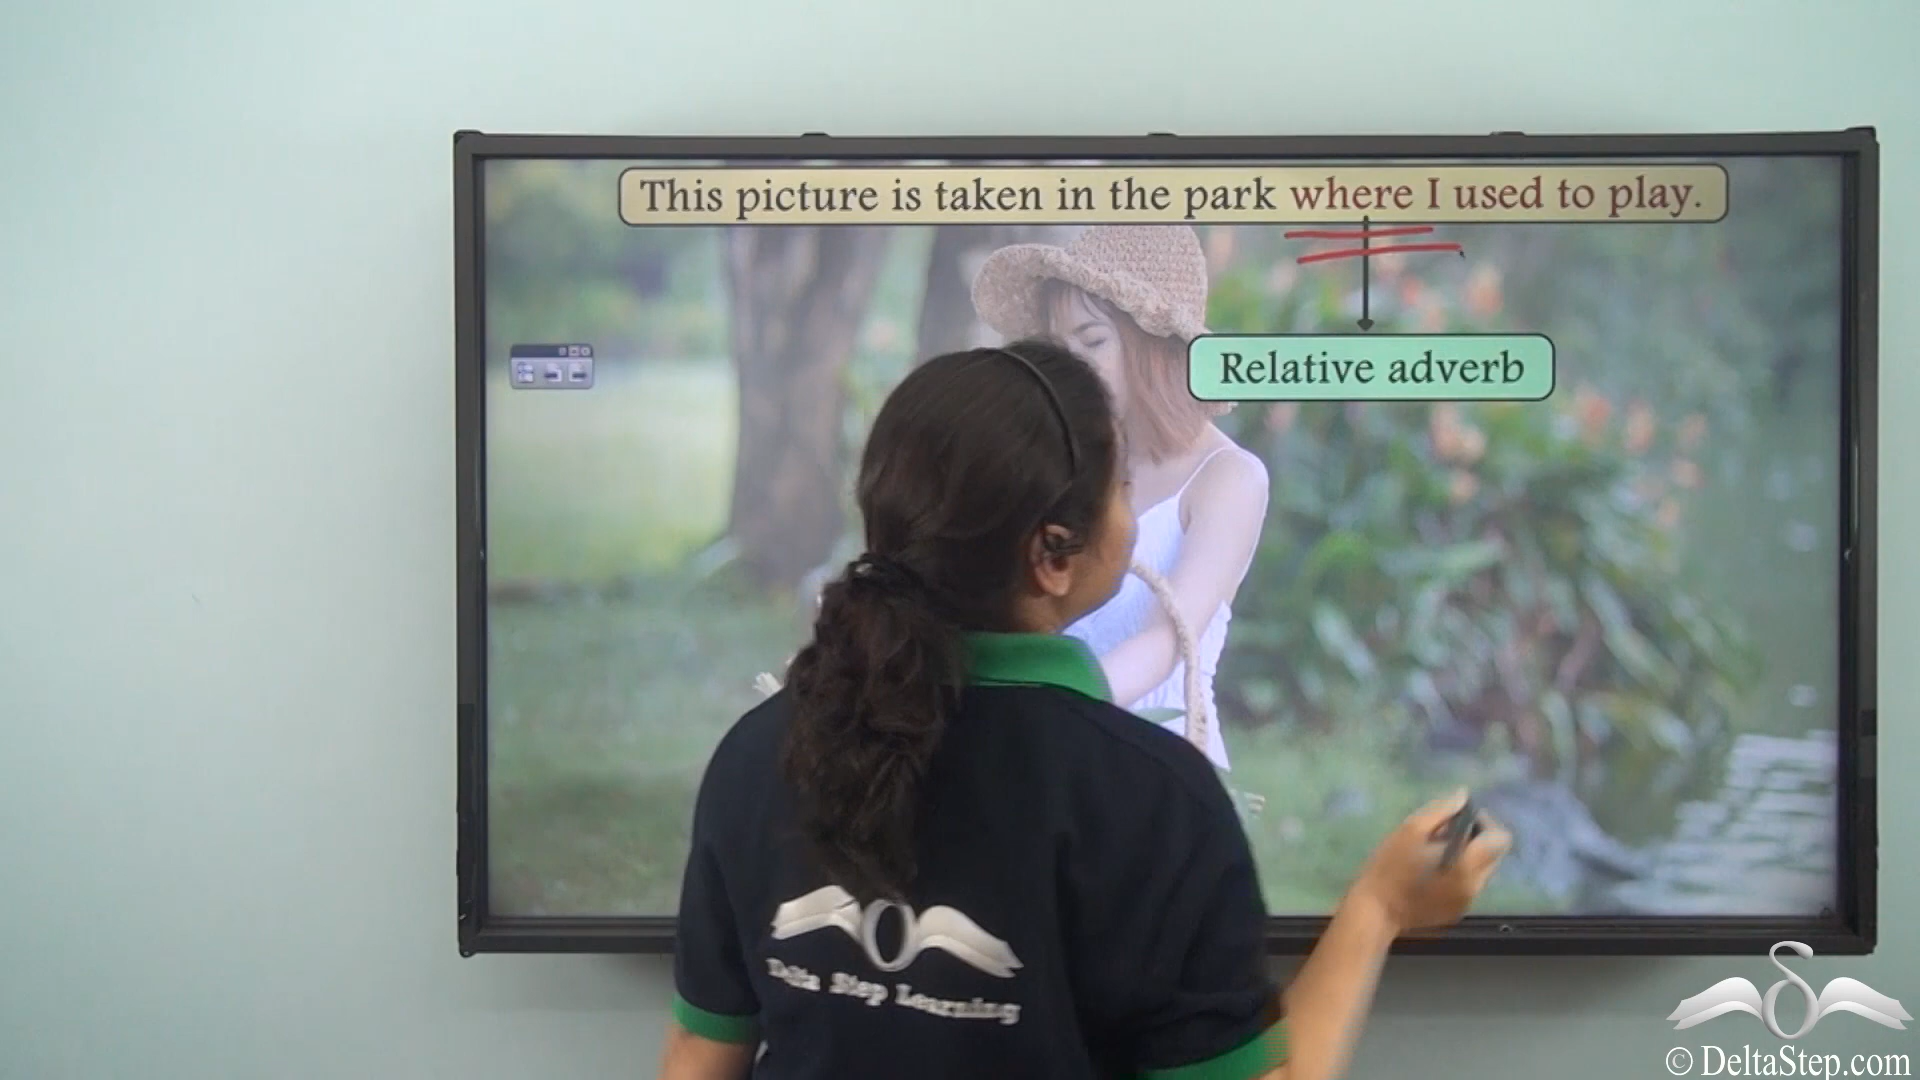 This picture is taken in the park where I used to play.
Relative adverb
Delta Step Learning
© DeltaStep.com